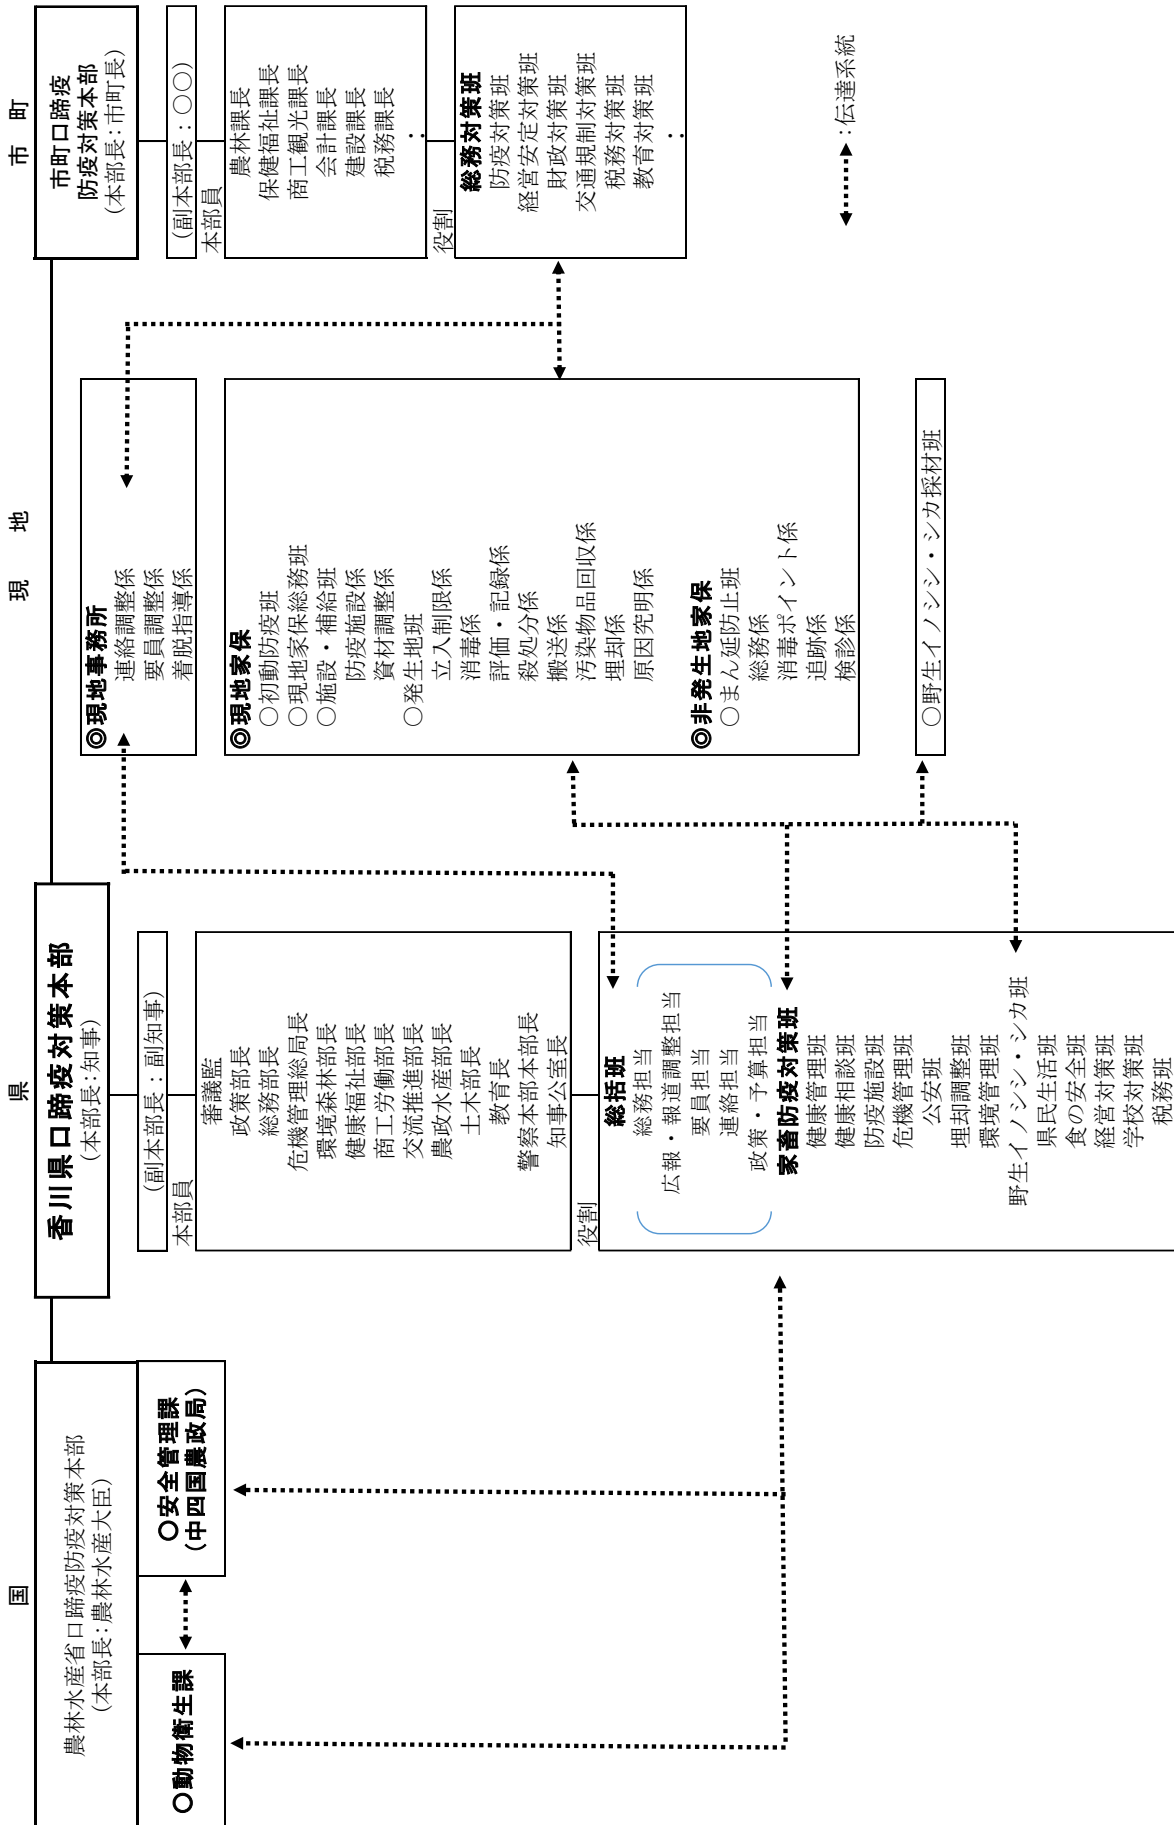 国
農林水産省口蹄疫防疫対策本部
(本部長:農林水産大臣)
○動物衛生課
○安全管理課
(中四国農政局)
県
香川県口蹄疫対策本部
(本部長:知事)
(副本部長:副知事)
本部員
審議監
政策部長
総務部長
危機管理総局長
環境森林部長
健康福祉部長
商工労働部長
交流推進部長
農政水産部長
土木部長
教育長
警察本部本部長
知事公室長
役割
総括班
総務担当
広報・報道調整担当
要員担当
連絡担当
政策・予算担当
家畜防疫対策班
健康管理班
健康相談班
防疫施設班
危機管理班
公安班
埋却調整班
環境管理班
野生イノシシ・シカ班
県民生活班
食の安全班
経営対策班
学校対策班
税務班
現 地
◎現地事務所
連絡調整係
要員調整係
着脱指導係
◎現地家保
○初動防疫班
○現地家保総務班
○施設・補給班
防疫施設係
資材調整係
○発生地班
立入制限係
消毒係
評価・記録係
殺処分係
搬送係
汚染物品回収係
埋却係
原因究明係
◎非発生地家保
○まん延防止班
総務係
消毒ポイント係
追跡係
検診係
○野生イノシシ・シカ採材班
市 町
市町口蹄疫
防疫対策本部
(本部長:市町長)
(副本部長:○○)
本部員
農林課長
保健福祉課長
商工観光課長
会計課長
建設課長
税務課長
:
役割
総務対策班
防疫対策班
経営安定対策班
財政対策班
交通規制対策班
税務対策班
教育対策班
:
:伝達系統